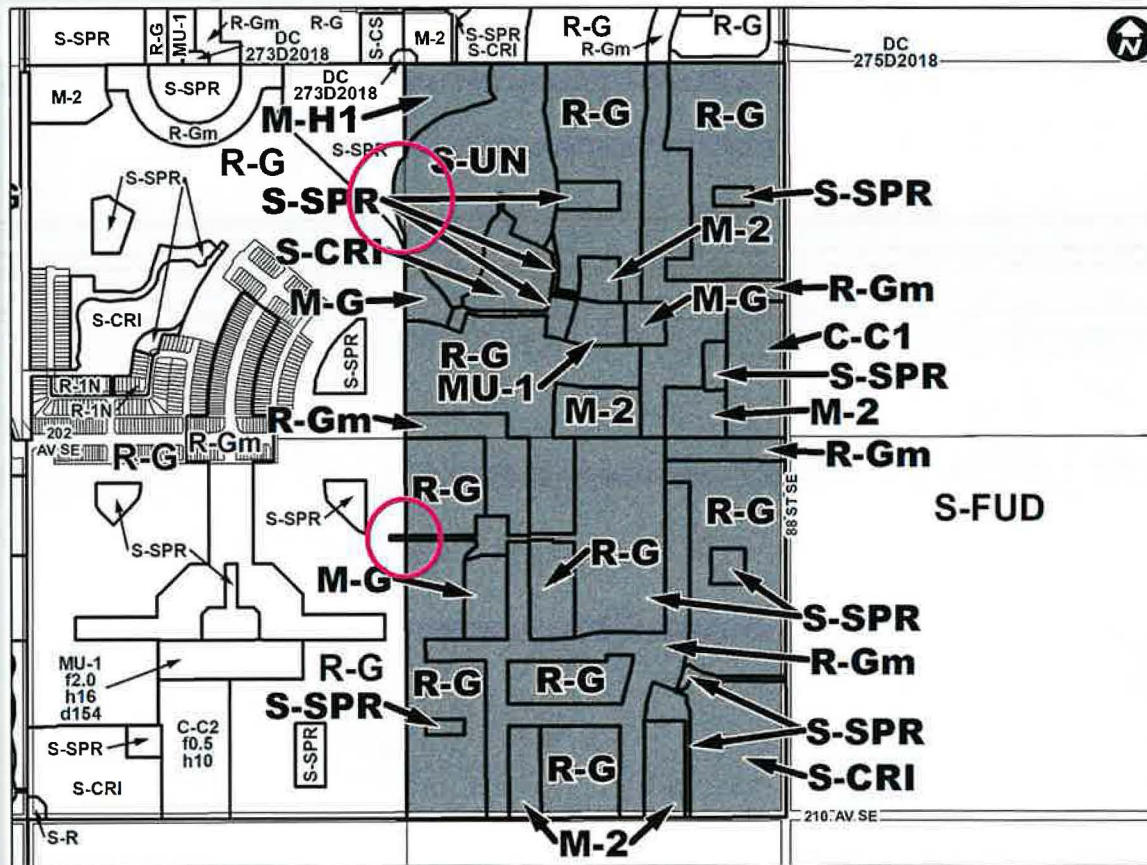 S-SPR
R-G
MU-1
R-Gm
R-G
DC
273D2018
S-CS
M-2
S-SPR
S-CRI
R-G
R-Gm
R-G
DC
275D2018
N
M-2
S-SPR
R-Gm
DC
273D2018
M-H1
R-G
S-SPR
S-UN
R-G
R-G
S-SPR
S-SPR
S-SPR
M-2
S-CRI
M-G
M-G
R-Gm
S-CRI
S-SPR
R-G
MU-1
C-C1
S-SPR
R-1N
R-1N
M-2
M-2
R-Gm
202
AV SE
R-G
R-Gm
R-Gm
R-G
R-G
88 ST SE
S-FUD
S-SPR
S-SPR
R-G
M-G
S-SPR
R-Gm
MU-1
f2.0
h16
d154
R-G
R-G
R-G
S-SPR
C-C2
f0.5
h10
S-SPR
S-SPR
S-SPR
S-CRI
R-G
S-CRI
S-R
M-2
210 AV SE